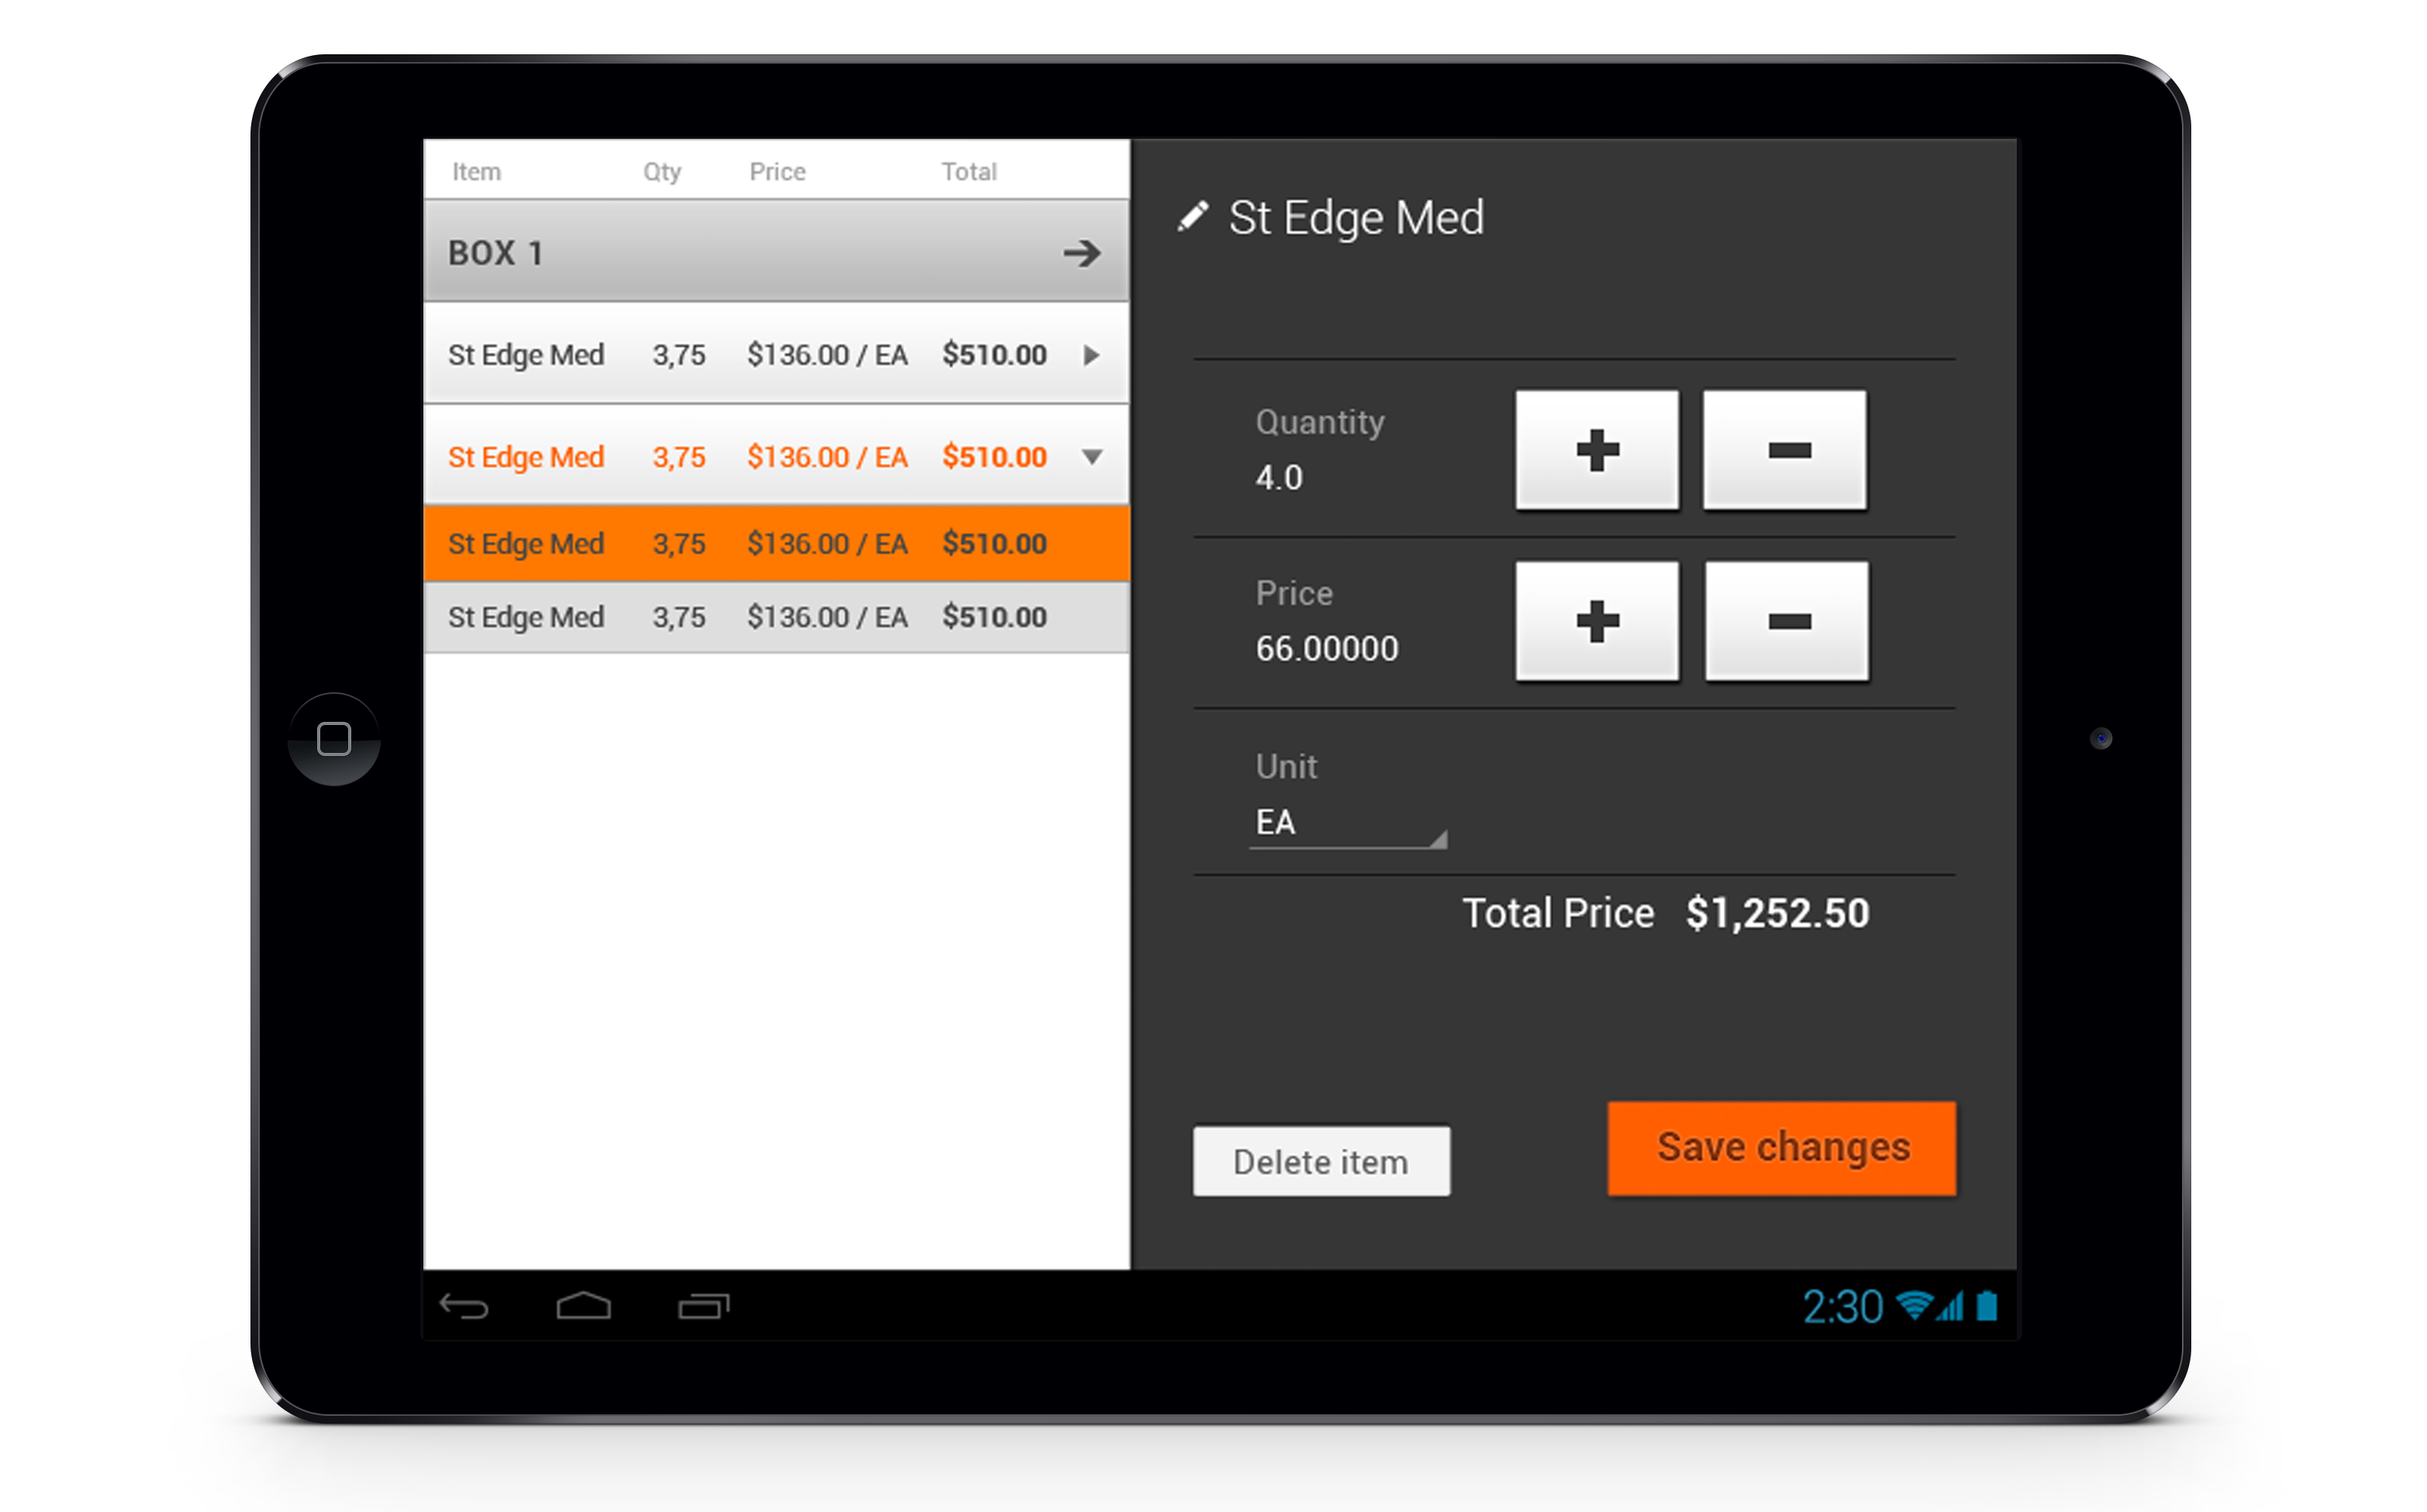 Item Qty Price Total
BOX 1
St Edge Med 3,75 $136.00 / EA $510.00
St Edge Med 3,75 $136.00 / EA $510.00
St Edge Med 3,75 $136.00 / EA $510.00
St Edge Med 3,75 $136.00 / EA $510.00
St Edge Med
Quantity
4.0
Price
66.00000
Unit
EA
Total Price $1,252.50
Delete item
Save changes
2:30